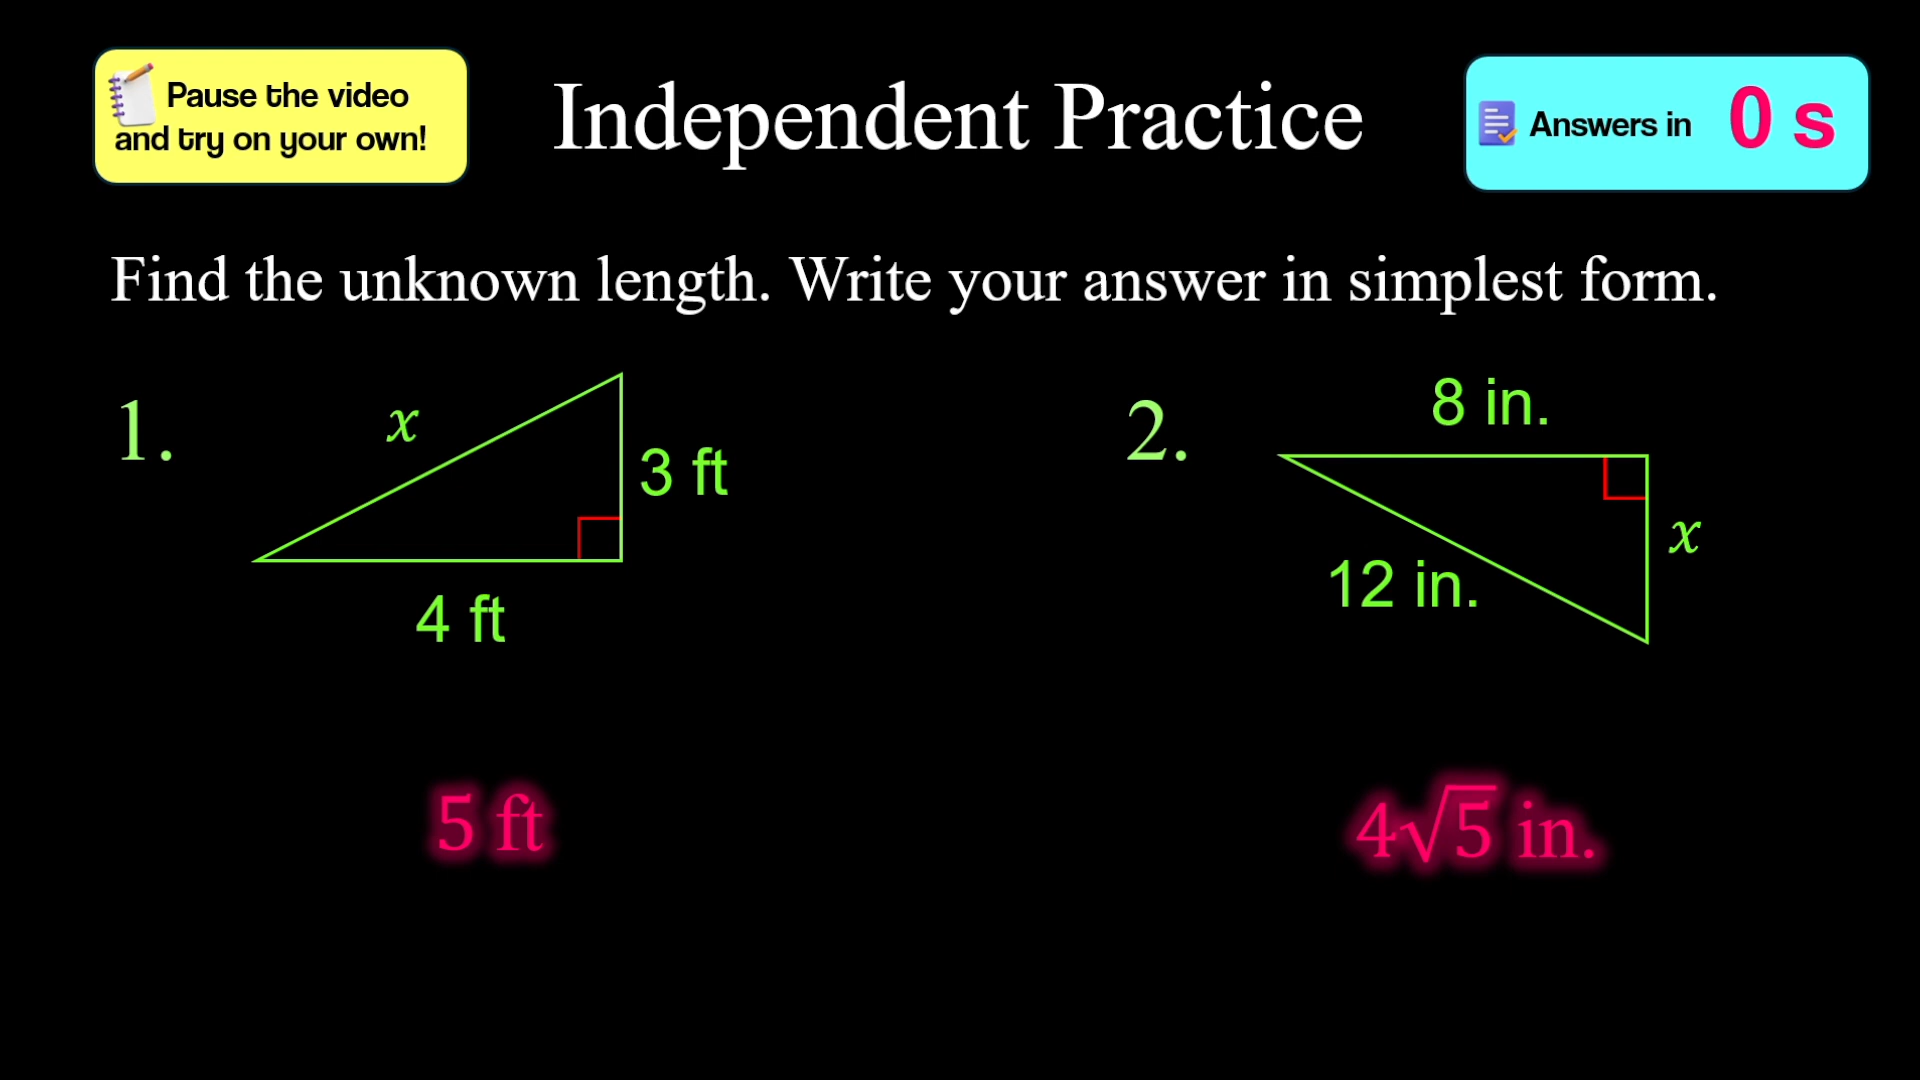 Pause the video
and try on your own!
Independent Practice
Answers in 0 s
Find the unknown length. Write your answer in simplest form.
1.
x
3 ft
4 ft
2.
8 in.
x
12 in.
5 ft
4√5 in.